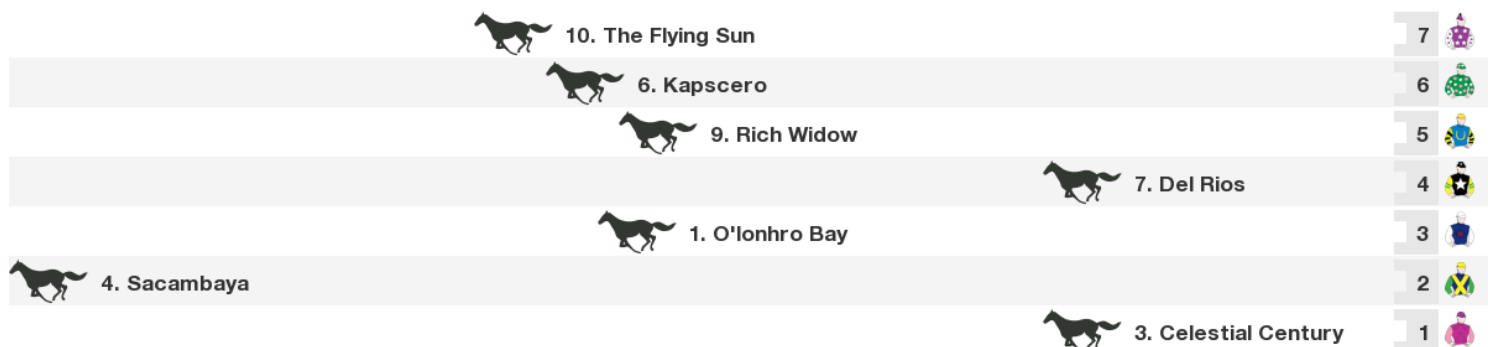 10. The Flying Sun 7
6. Kapscero 6
9. Rich Widow 5
7. Del Rios 4
1. O'lonhro Bay 3
4. Sacambaya 2
3. Celestial Century 1